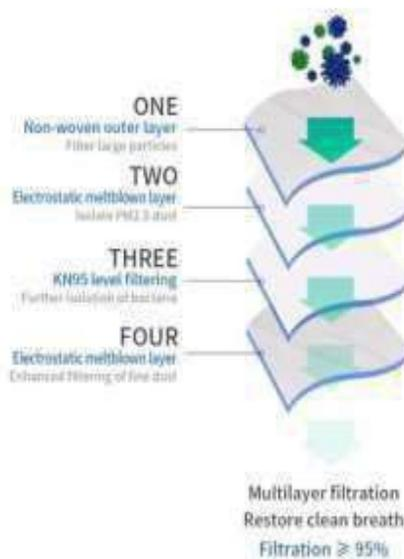 ONE
Non-woven outer layer
Filter large particles
TWO
Electrostatic meltblown layer
Isolate PM2.5 dust
THREE
KN95 level filtering
Further isolation of bacteria
FOUR
Electrostatic meltblown layer
Enhanced filtering of fine dust
Multilayer filtration
Restore clean breath
Filtration ⩾ 95%